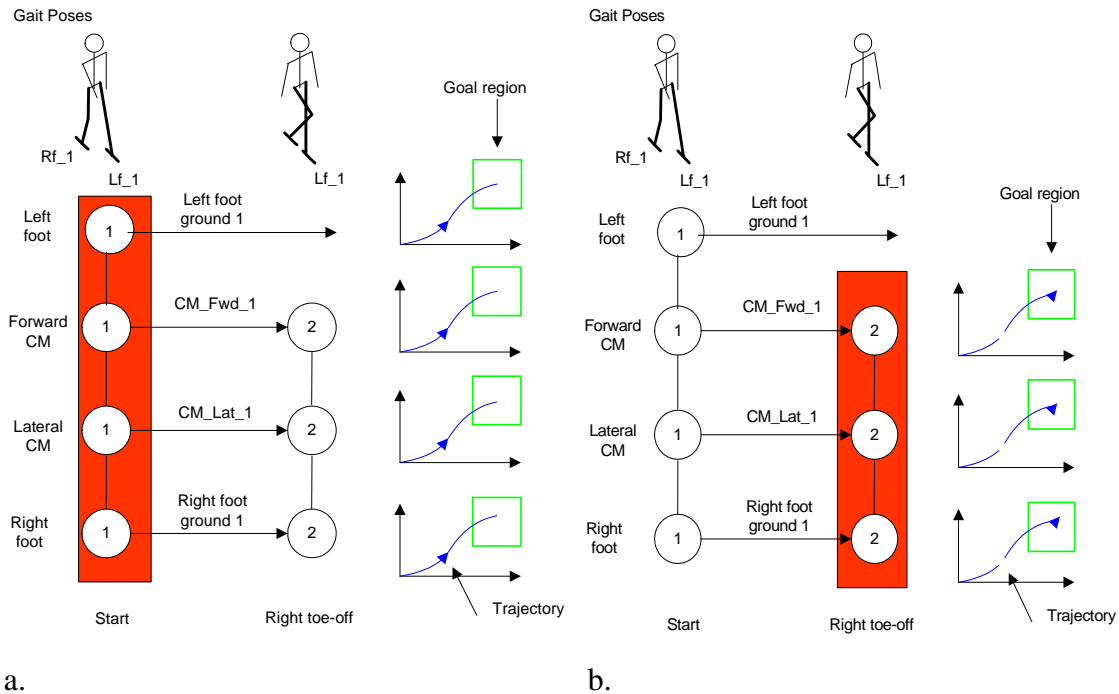 Gait Poses
Goal region
Rf_1
Lf_1
Lf_1
Left
foot
1
Left foot
ground 1
Forward
CM
1
CM_Fwd_1
2
Lateral
CM
1
CM_Lat_1
2
Right
foot
1
Right foot
ground 1
2
Trajectory
Start
Right toe-off
a.
Gait Poses
Rf_1
Lf_1
Lf_1
Goal region
Left
foot
1
Left foot
ground 1
Forward
CM
1
CM_Fwd_1
2
Lateral
CM
1
CM_Lat_1
2
Right
foot
1
Right foot
ground 1
2
Trajectory
Start
Right toe-off
b.